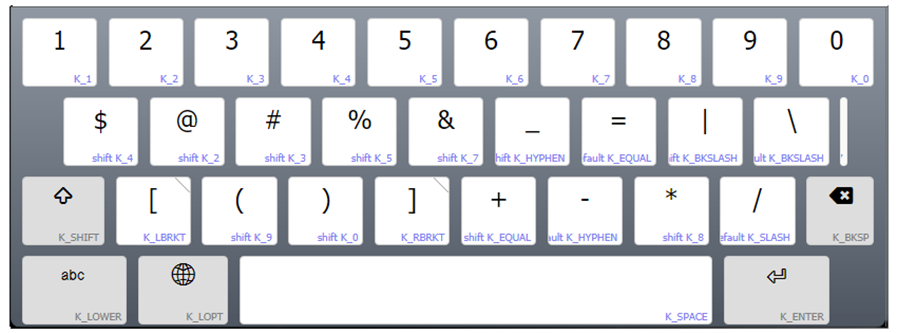 1 2 3 4 5 6 7 8 9 0
K_1 K_2 K_3 K_4 K_5 K_6 K_7 K_8 K_9 K_0
$ @ # % & _ = | \
shift K_4 shift K_2 shift K_3 shift K_5 shift K_7 hift K_HYPHEN fault K_EQUAL ift K_BKSLASH ult K_BKSLASH
[ ( ) ] + - * /
K_SHIFT K_LBRKT shift K_9 shift K_0 K_RBRKT shift K_EQUAL ault K_HYPHEN shift K_8 efault K_SLASH K_BKSP
abc
K_LOWER K_LOPT K_SPACE K_ENTER